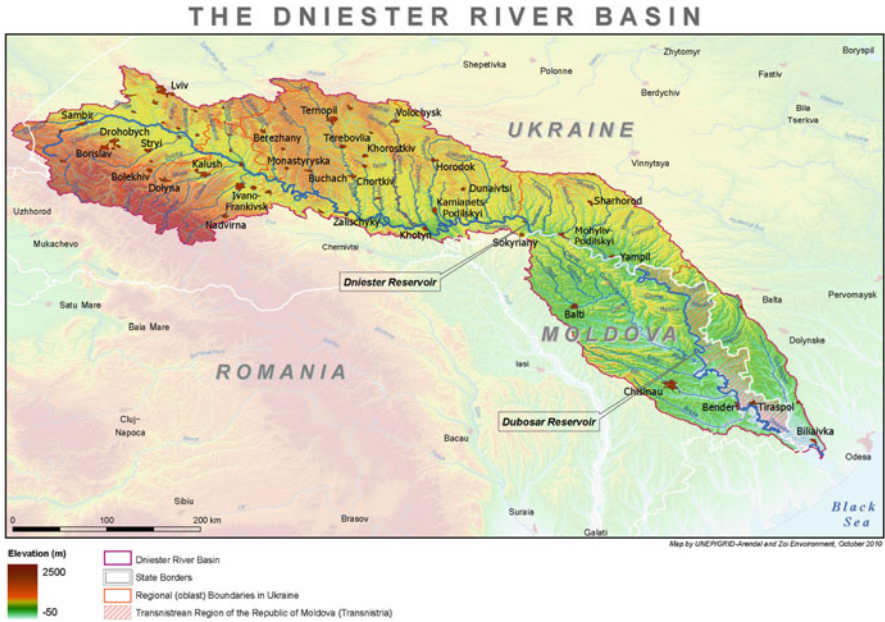 THE DNIESTER RIVER BASIN
Boryspil
Zhytomyr
Shepetivka
Polonne
Fastiv
Berdychiv
Lviv
Bila
Tserkva
Sambir
Ternopil
Volochysk
UKRAINE
Drohobych
Berezhany
Terebovlia
Stryi
Borislav
Khorostkiv
Vinnytsya
Kalush
Monastyryska
Horodok
Bolekhiv
Buchach
Chortkiv
Dolyna
Dunaivtsi
Ivano-
Frankivsk
Sharhorod
Kamianets
Podilskyi
Uzhhorod
Nadvirna
Zalischyky
Khotyn
Sokyriany
Mohyliv-
Podilskyi
Mukachevo
Chernivtsi
Yampil
Dniester Reservoir
Satu Mare
Balta
Pervomaysk
Balti
Baia Mare
MOLDOVA
Dolynske
Iasi
ROMANIA
Chisinau
Bender
Tiraspol
Cluj-
Napoca
Dubosar Reservoir
Biliaivka
Bacau
Odesa
Sibiu
Suraia
Black
Sea
0 100 200 km
Brasov
Galati
Map by UNEP/GRID-Arendal and Zoi Environment, October 2010
Elevation (m)
2500
-50
Dniester River Basin
State Borders
Regional (oblast) Boundaries in Ukraine
Transnistrean Region of the Republic of Moldova (Transnistria)